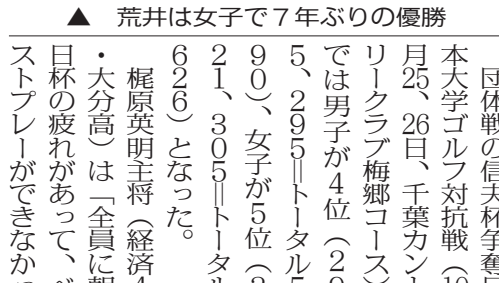 ▲　荒井は女子で７年ぶりの優勝
団体戦の信夫杯争奪日
本大学ゴルフ対抗戦（10
月25、26日、千葉カント
リークラブ梅郷コース）
では男子が４位（２９
５、２９５＝トータル５
９０）、女子が５位（３
２１、３０５＝トータル
６２６）となった。
梶原英明主将（経済４
・大分高）は「全員に朝
日杯の疲れがあって、ベ
ストプレーができなかっ